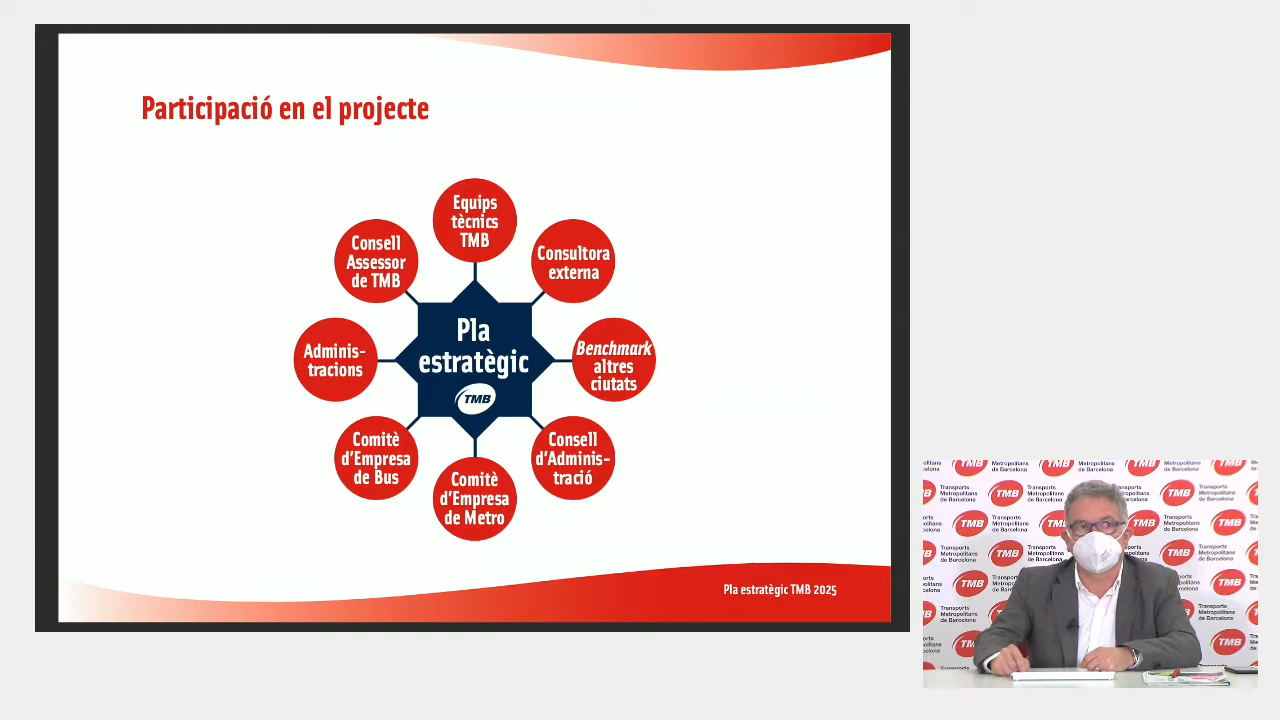 Participació en el projecte
Equips
tècnics
TMB
Consell
Assessor
de TMB
Consultora
externa
Pla
estratègic
TMB
Adminis-
tracions
Benchmark
altres
ciutats
Comitè
d'Empresa
de Bus
Comitè
d'Empresa
de Metro
Consell
d'Adminis-
tració
Pla estratègic TMB 2025
TMB
Transports
Metropolitans
de Barcelona